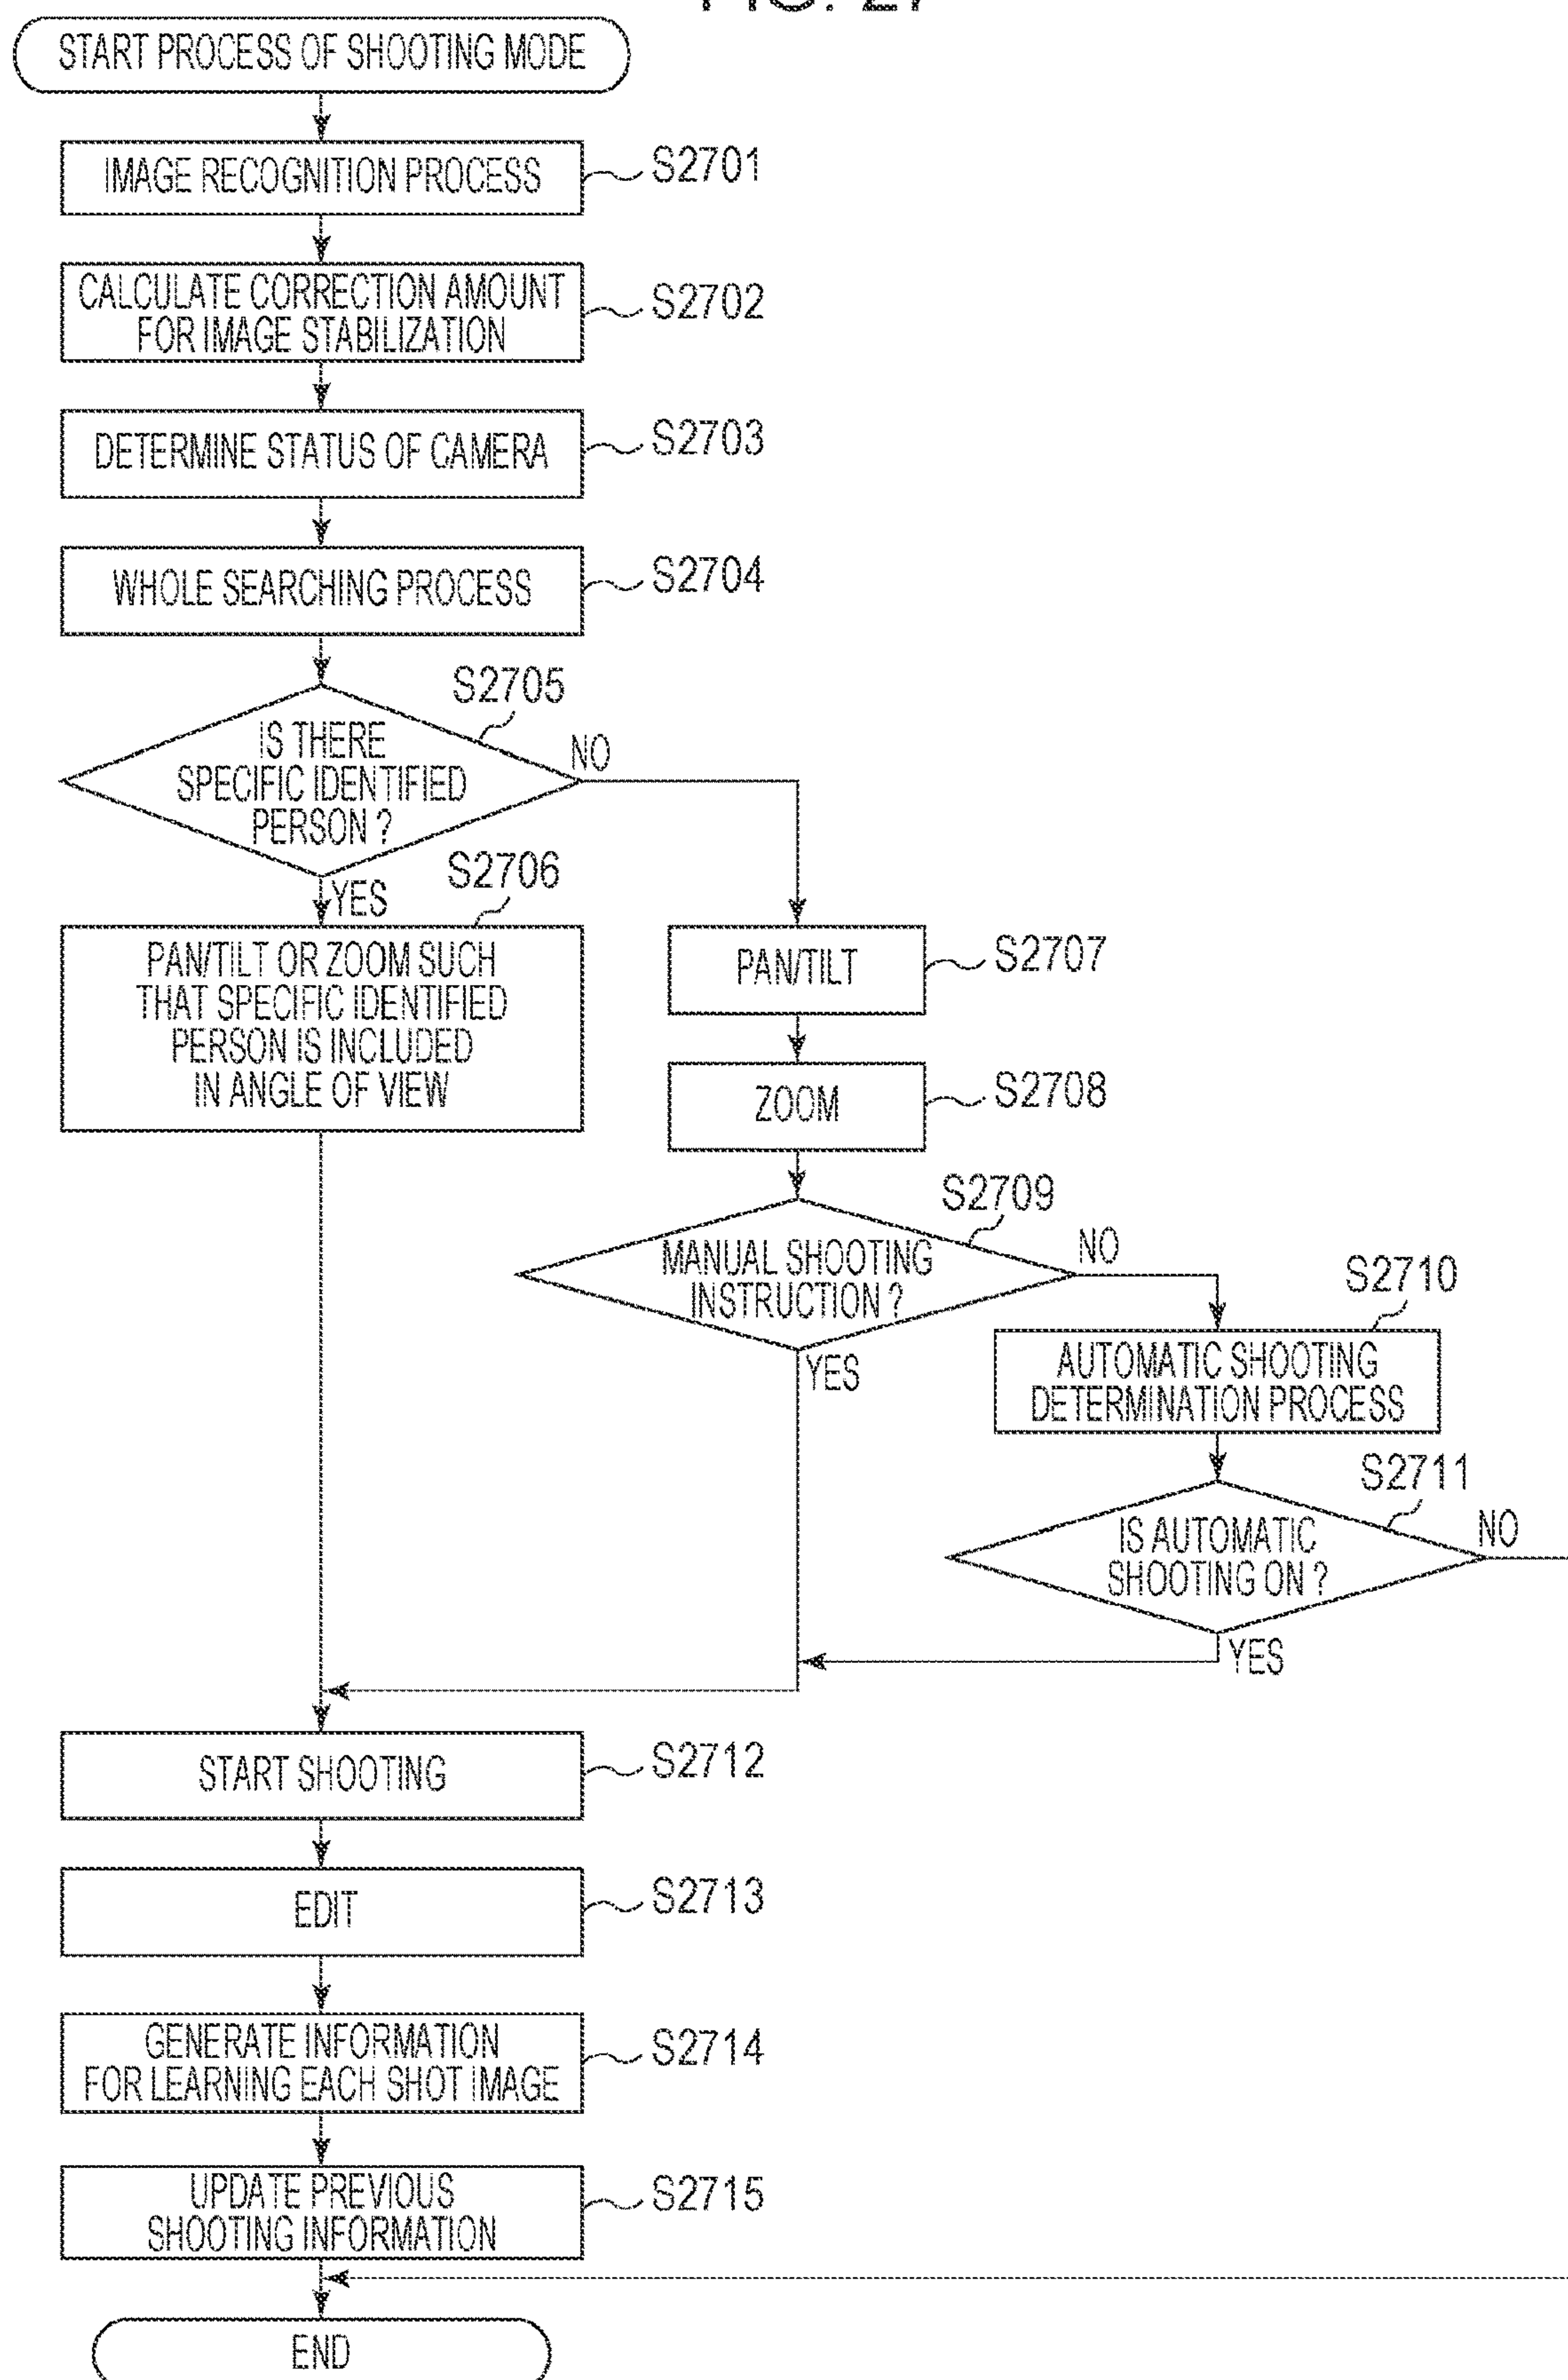 FIG. 27
START PROCESS OF SHOOTING MODE
IMAGE RECOGNITION PROCESS
S2701
CALCULATE CORRECTION AMOUNT
FOR IMAGE STABILIZATION
S2702
DETERMINE STATUS OF CAMERA
S2703
WHOLE SEARCHING PROCESS
S2704
S2705
IS THERE
SPECIFIC IDENTIFIED
PERSON ?
NO
YES
S2706
PAN/TILT OR ZOOM SUCH
THAT SPECIFIC IDENTIFIED
PERSON IS INCLUDED
IN ANGLE OF VIEW
PAN/TILT
S2707
ZOOM
S2708
S2709
MANUAL SHOOTING
INSTRUCTION ?
NO
YES
S2710
AUTOMATIC SHOOTING
DETERMINATION PROCESS
S2711
IS AUTOMATIC
SHOOTING ON ?
NO
YES
START SHOOTING
S2712
EDIT
S2713
GENERATE INFORMATION
FOR LEARNING EACH SHOT IMAGE
S2714
UPDATE PREVIOUS
SHOOTING INFORMATION
S2715
END